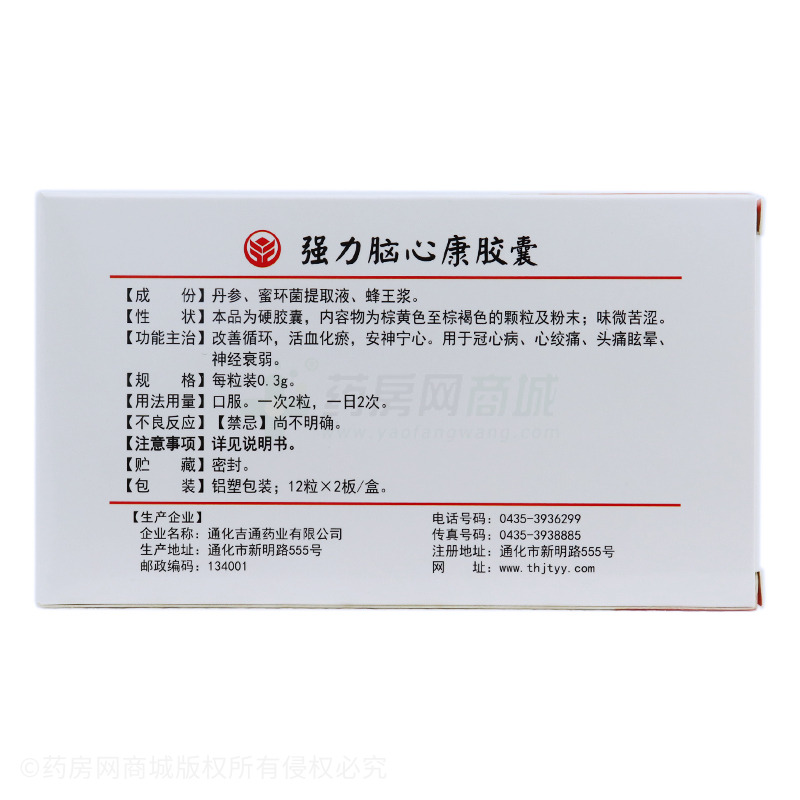 强力脑心康胶囊
【成　份】丹参、蜜环菌提取液、蜂王浆。
【性　状】本品为硬胶囊，内容物为棕黄色至棕褐色的颗粒及粉末；味微苦涩。
【功能主治】改善循环，活血化瘀，安神宁心。用于冠心病、心绞痛、头痛眩晕、
神经衰弱。
【规　格】每粒装0.3g。
【用法用量】口服。一次2粒，一日2次。
【不良反应】【禁忌】尚不明确。
【注意事项】详见说明书。
【贮　藏】密封。
【包　装】铝塑包装；12粒×2板/盒。
药房网商城
www.yaofangwang.com
【生产企业】
企业名称：通化吉通药业有限公司
生产地址：通化市新明路555号
邮政编码：134001
电话号码：0435-3936299
传真号码：0435-3938885
注册地址：通化市新明路555号
网　址：www.thjtyy.com
©药房网商城版权所有侵权必究